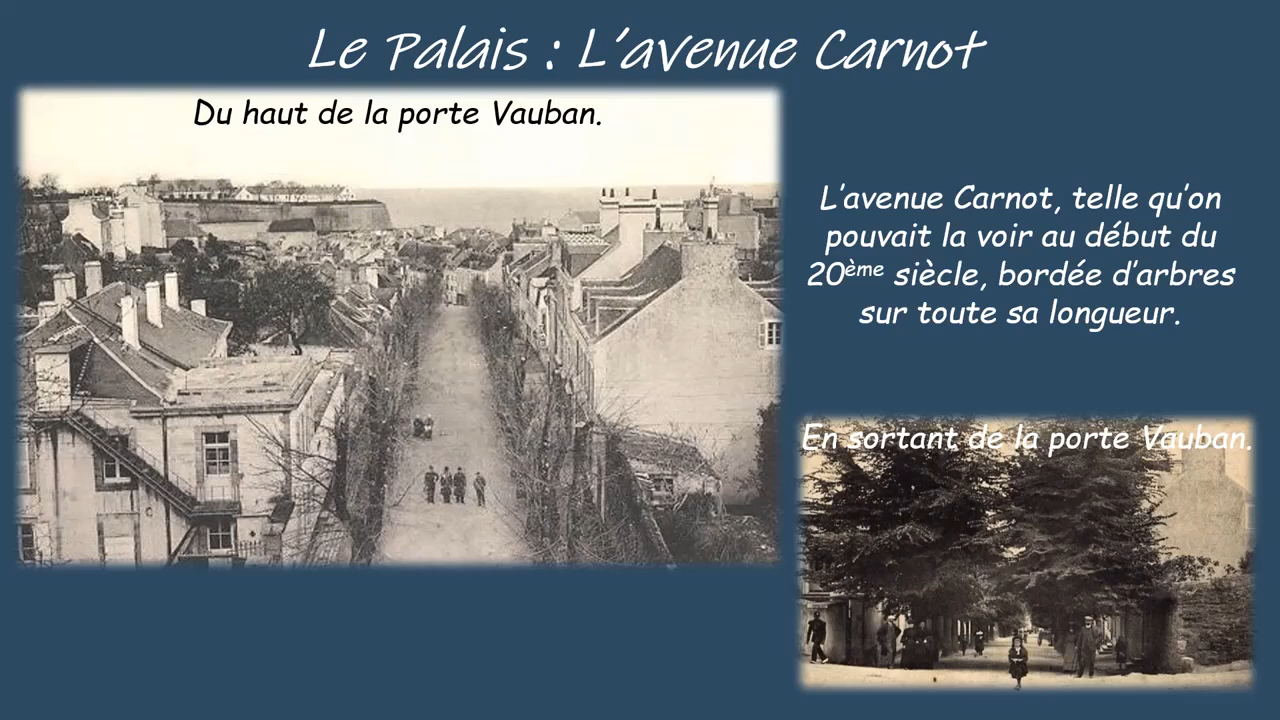 Le Palais : L'avenue Carnot
Du haut de la porte Vauban.
L'avenue Carnot, telle qu'on
pouvait la voir au début du
20ème siècle, bordée d'arbres
sur toute sa longueur.
En sortant de la porte Vauban.